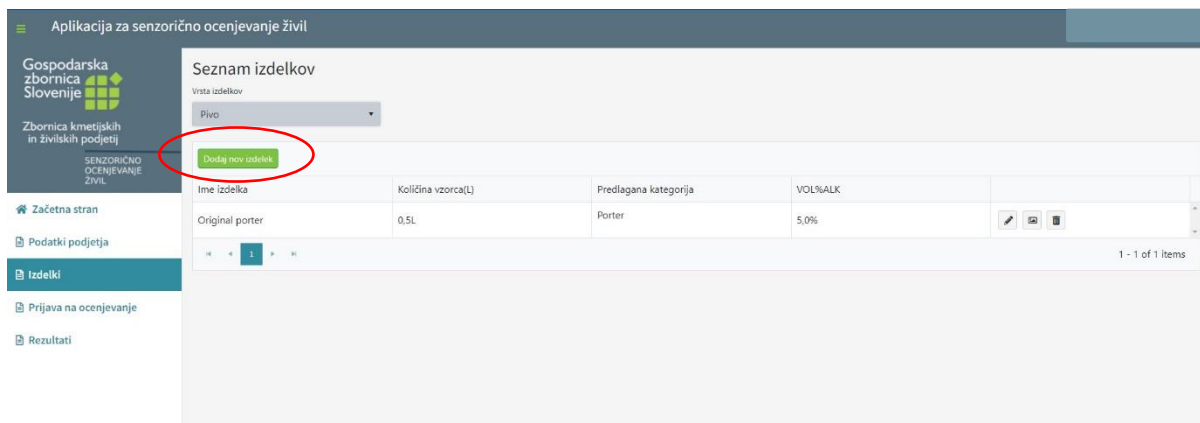 Aplikacija za senzorično ocenjevanje živil
Gospodarska
zbornica
Slovenije
Zbornica kmetijskih
in živilskih podjetij
SENZORIČNO
OCENJEVANJE
ŽIVIL
Začetna stran
Podatki podjetja
Izdelki
Prijava na ocenjevanje
Rezultati
Seznam izdelkov
Vrsta izdelkov
Pivo
Dodaj nov izdelek
Ime izdelka Količina vzorca(L) Predlagana kategorija VOL%ALK
Original porter 0,5L Porter 5,0%
1 1 - 1 of 1 items